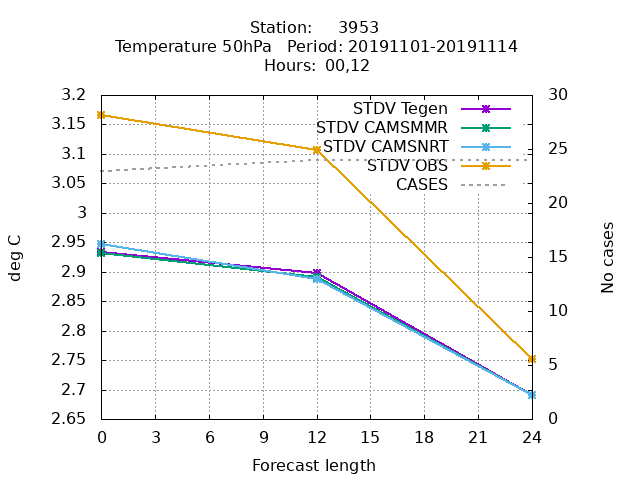 Station: 3953
Temperature 50hPa Period: 20191101-20191114
Hours: 00,12
3.2
3.15
3.1
3.05
3
2.95
2.9
2.85
2.8
2.75
2.7
2.65
deg C
STDV Tegen
STDV CAMSMMR
STDV CAMSNRT
STDV OBS
CASES
30
25
20
15
10
5
0
No cases
0 3 6 9 12 15 18 21 24
Forecast length